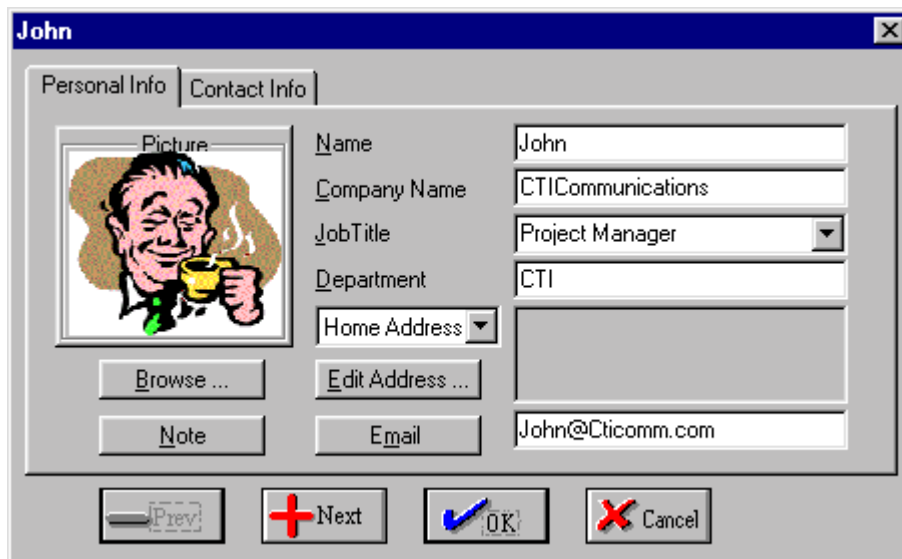 John
Personal Info Contact Info
Picture
Name John
Company Name CTICommunications
JobTitle Project Manager
Department CTI
Home Address
Browse ... Edit Address ...
Note Email John@Cticomm.com
Prev Next OK Cancel